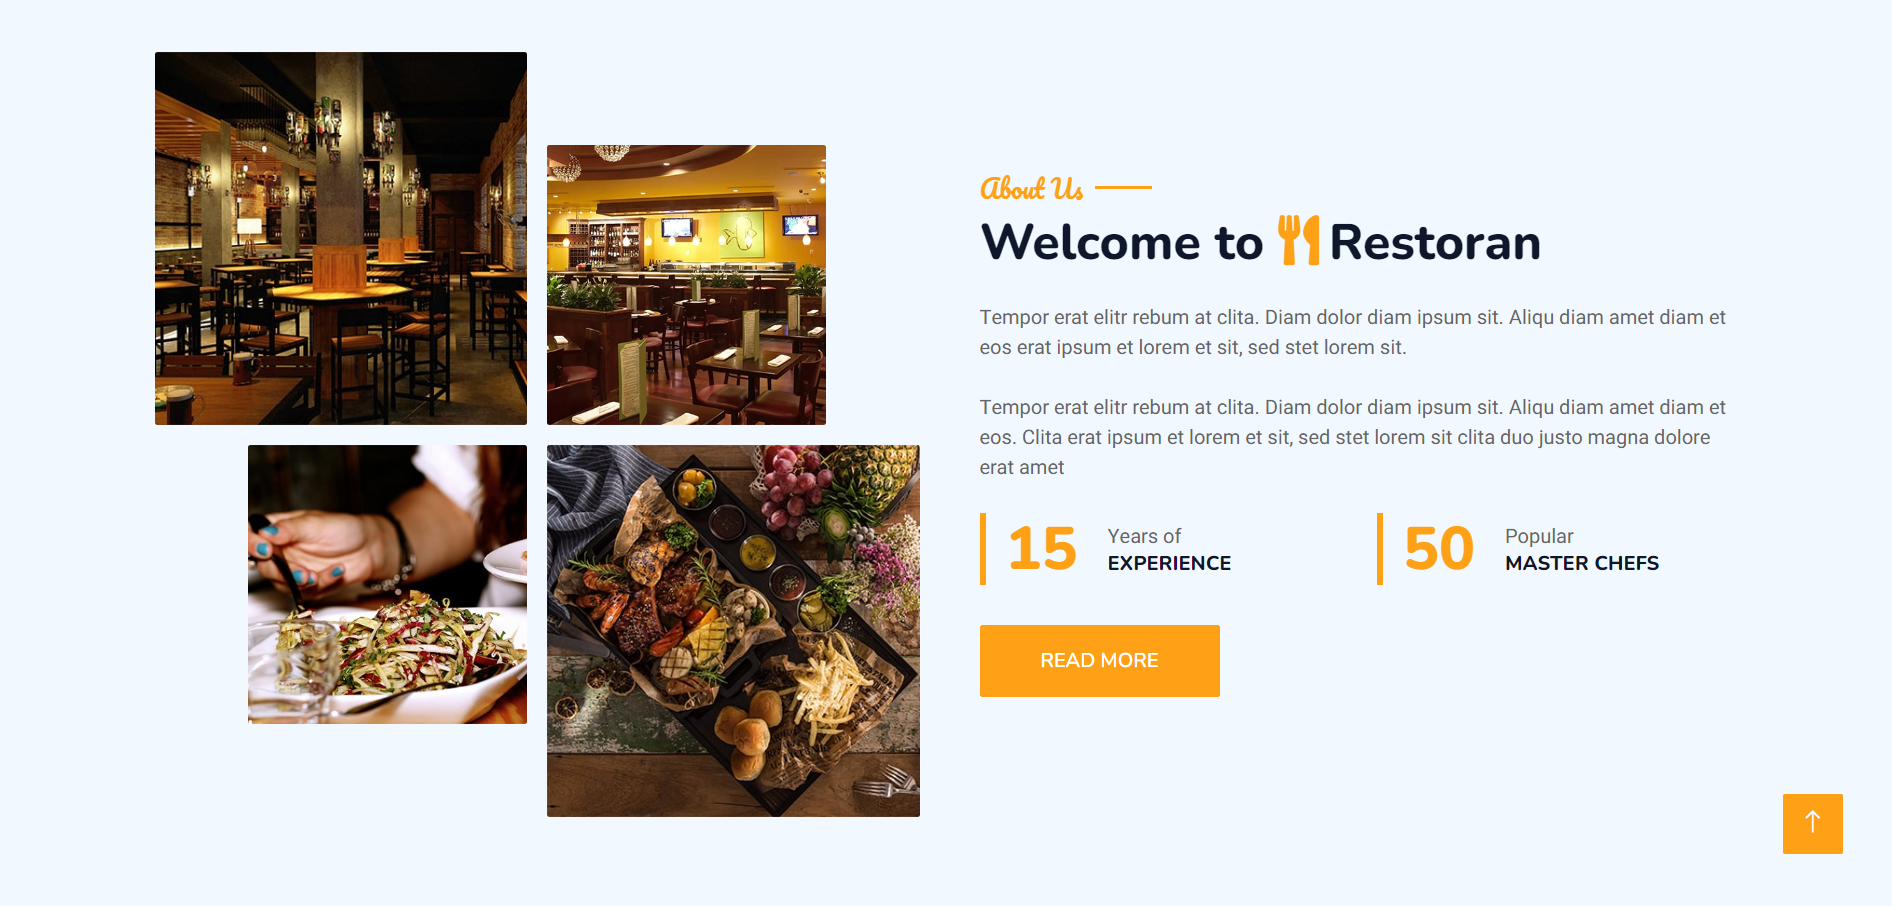 About Us
Welcome to Restoran
Tempor erat elitr rebum at clita. Diam dolor diam ipsum sit. Aliqu diam amet diam et
eos erat ipsum et lorem et sit, sed stet lorem sit.
Tempor erat elitr rebum at clita. Diam dolor diam ipsum sit. Aliqu diam amet diam et
eos. Clita erat ipsum et lorem et sit, sed stet lorem sit clita duo justo magna dolore
erat amet
15 Years of
EXPERIENCE
50 Popular
MASTER CHEFS
READ MORE